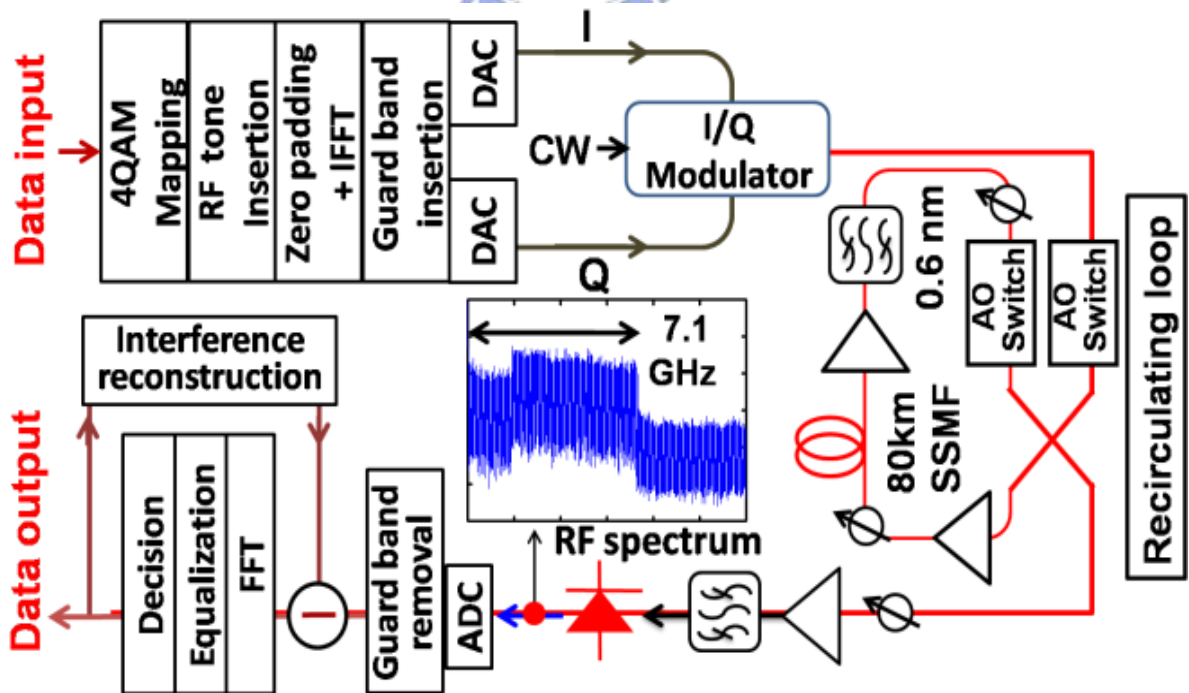 Data input
4QAM
Mapping
RF tone
Insertion
Zero padding
+ IFFT
Guard band
insertion
DAC
DAC
I
Q
CW
I/Q
Modulator
0.6 nm
AO
Switch
AO
Switch
80km
SSMF
Recirculating loop
7.1
GHz
RF spectrum
ADC
Guard band
removal
FFT
Equalization
Decision
Interference
reconstruction
Data output